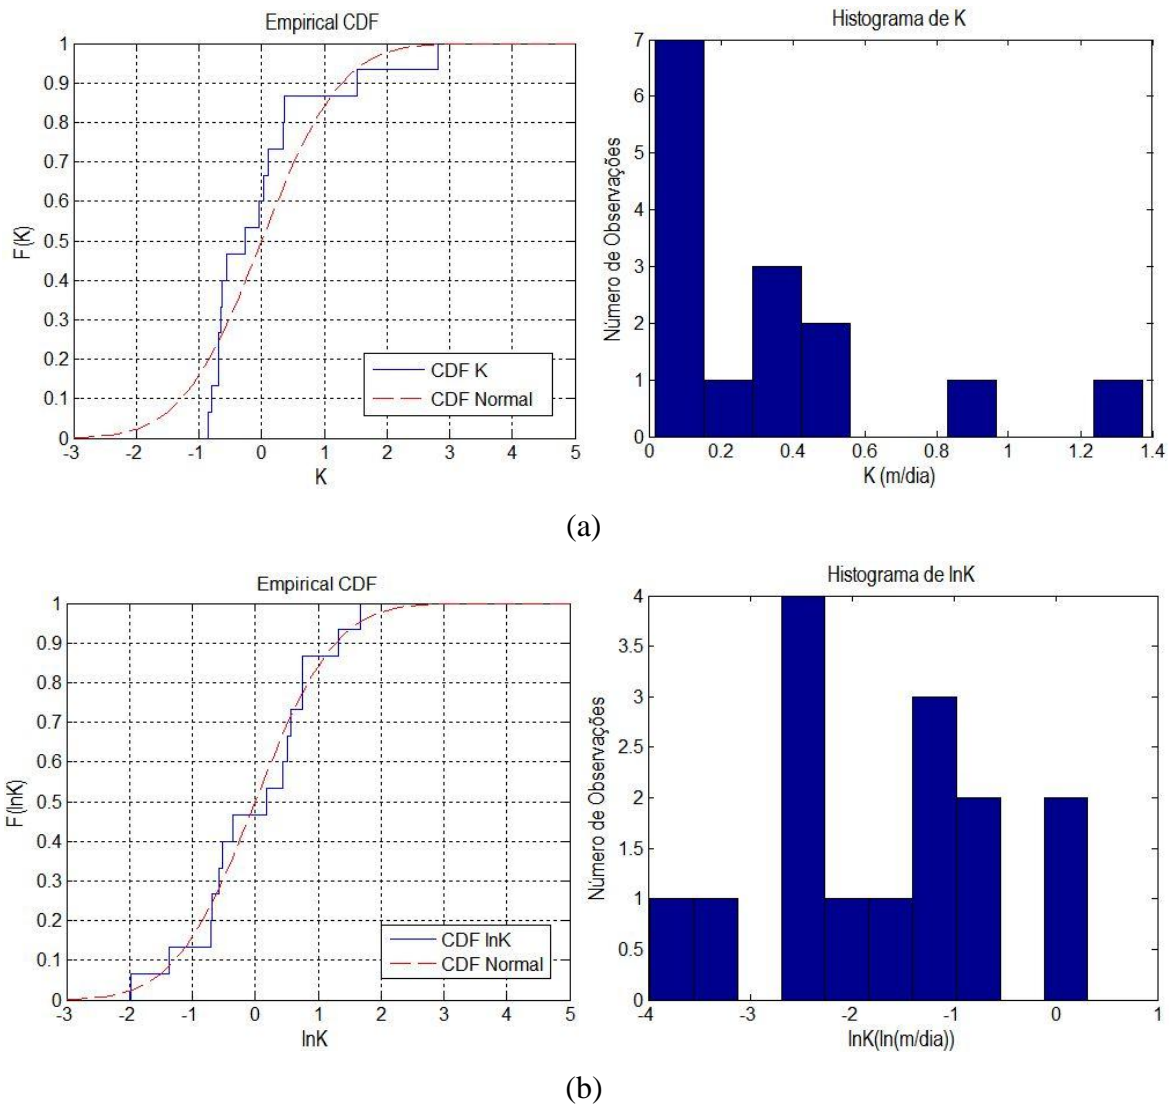 Empirical CDF
1
0.9
0.8
0.7
0.6
0.5
0.4
0.3
0.2
0.1
0
F(K)
-3 -2 -1 0 1 2 3 4 5
K
CDF K
CDF Normal
Histograma de K
7
6
5
4
3
2
1
0
Número de Observações
0 0.2 0.4 0.6 0.8 1 1.2 1.4
K (m/dia)
(a)
Empirical CDF
1
0.9
0.8
0.7
0.6
0.5
0.4
0.3
0.2
0.1
0
F(lnK)
-3 -2 -1 0 1 2 3 4 5
lnK
CDF lnK
CDF Normal
Histograma de lnK
4
3.5
3
2.5
2
1.5
1
0.5
0
Número de Observações
-4 -3 -2 -1 0 1
lnK(ln(m/dia))
(b)